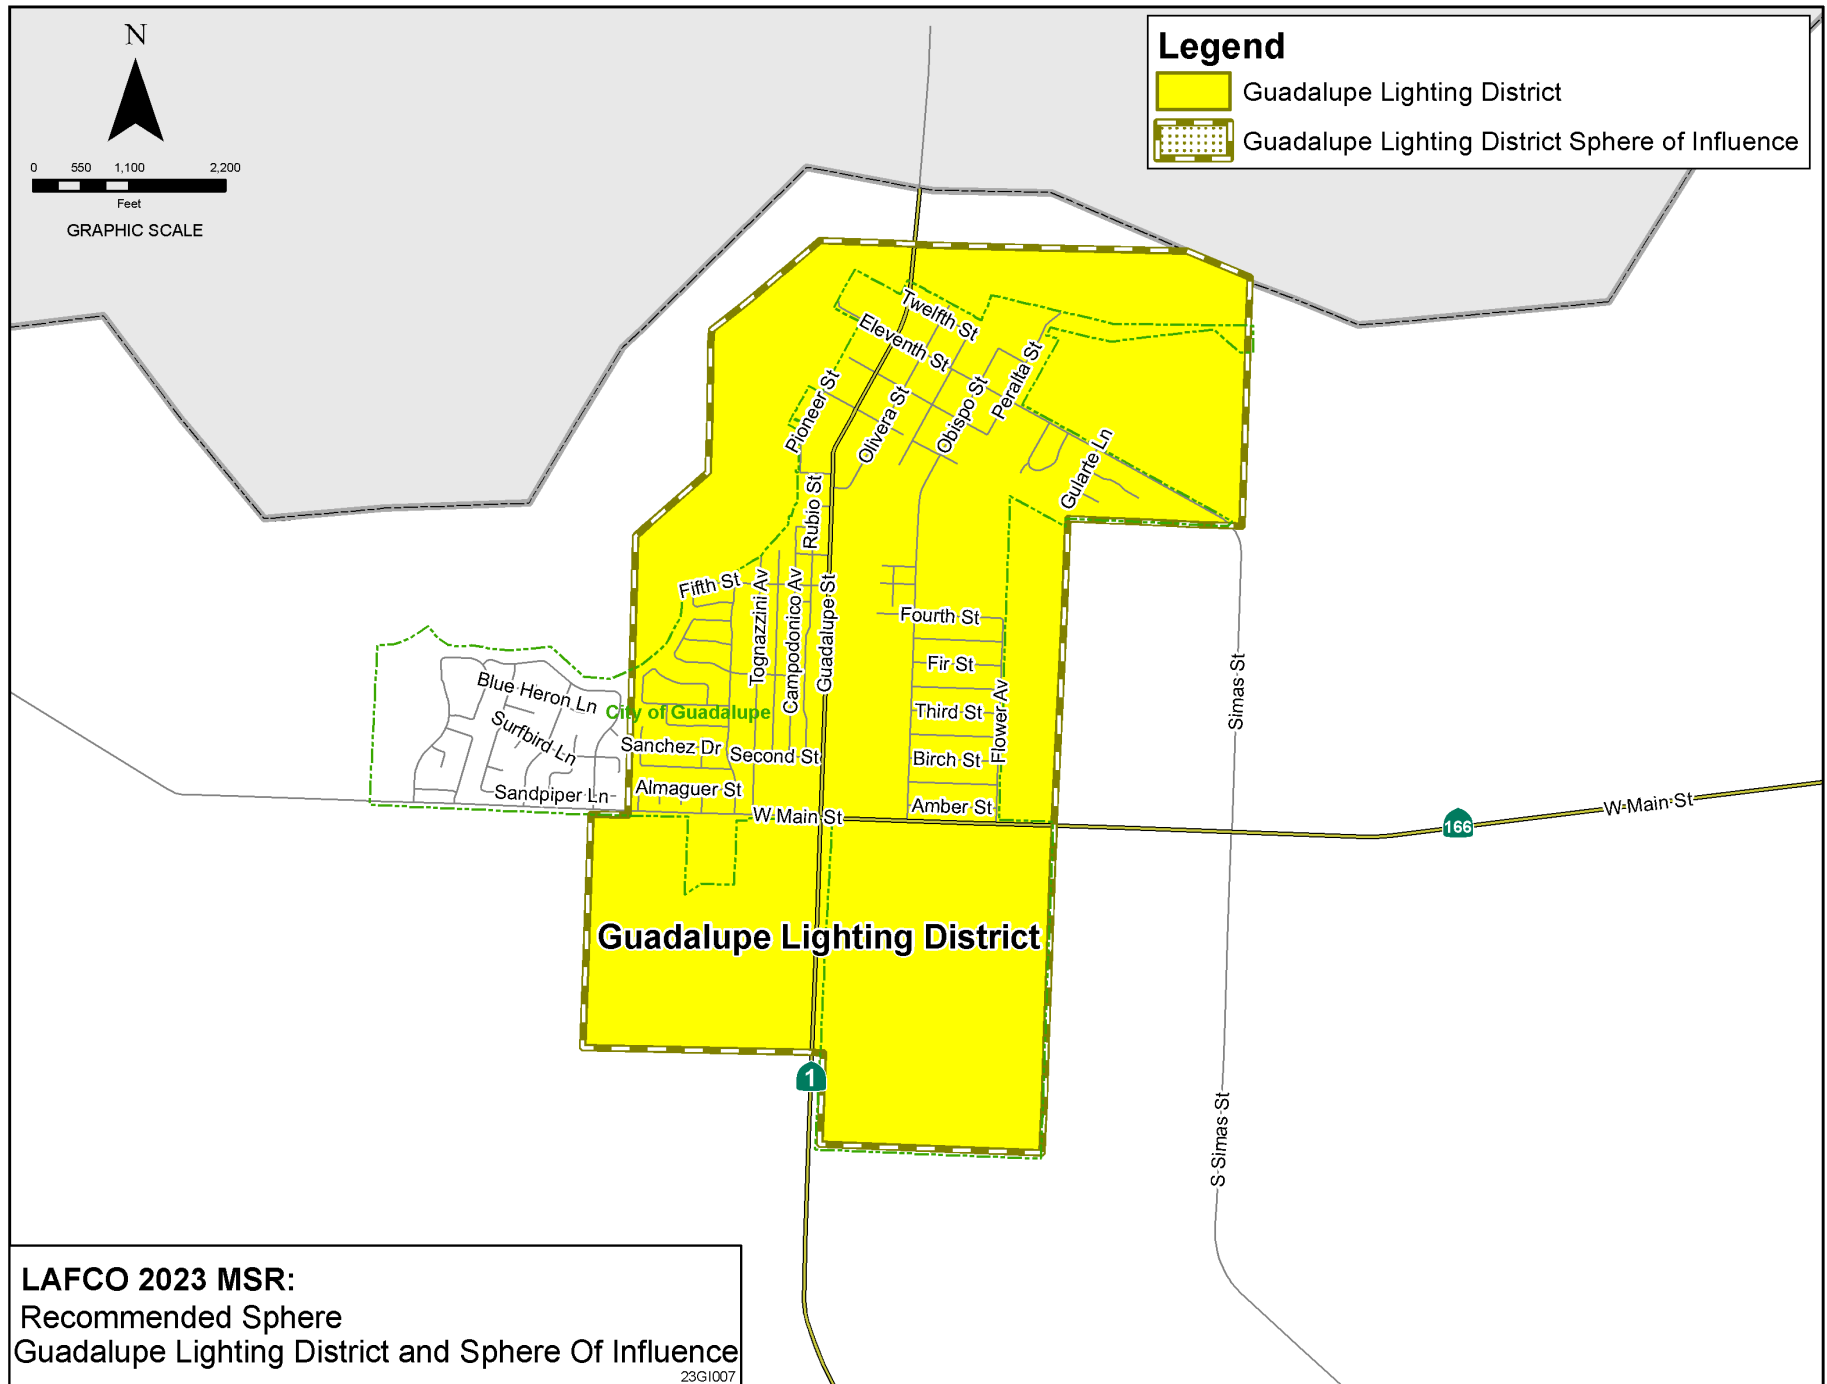 N
0 550 1,100 2,200
Feet
GRAPHIC SCALE
Legend
Guadalupe Lighting District
Guadalupe Lighting District Sphere of Influence
Twelfth St
Eleventh St
Peralta St
Pioneer St
Olivera St
Obispo St
Gularte Ln
Rubio St
Fifth St
Tognazzini Av
Campodonico Av
Guadalupe St
Fourth St
Fir St
Simas St
Blue Heron Ln
City of Guadalupe
Third St
Flower Av
Surfbird Ln
Sanchez Dr
Second St
Birch St
Sandpiper Ln
Almaguer St
Amber St
W Main St
166
W Main St
Guadalupe Lighting District
1
S Simas St
LAFCO 2023 MSR:
Recommended Sphere
Guadalupe Lighting District and Sphere Of Influence
23GI007